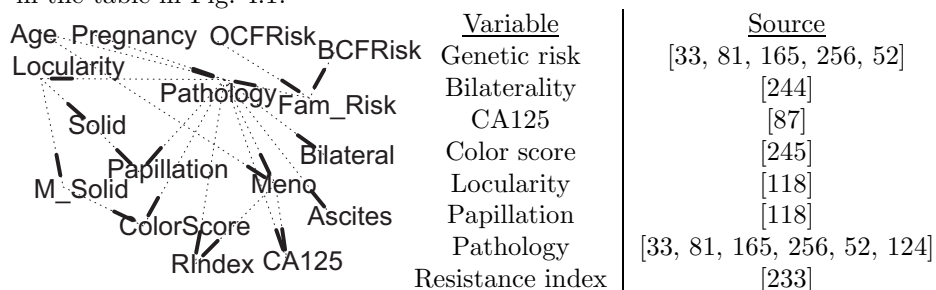 in the table in Fig. 4.1.
Age Pregnancy OCFRisk
BCFRisk
Locularity
Pathology
Fam_Risk
Solid
Bilateral
Papillation
Meno
M_Solid
Ascites
ColorScore
RIndex CA125
Variable Source
Genetic risk [33, 81, 165, 256, 52]
Bilaterality [244]
CA125 [87]
Color score [245]
Locularity [118]
Papillation [118]
Pathology [33, 81, 165, 256, 52, 124]
Resistance index [233]